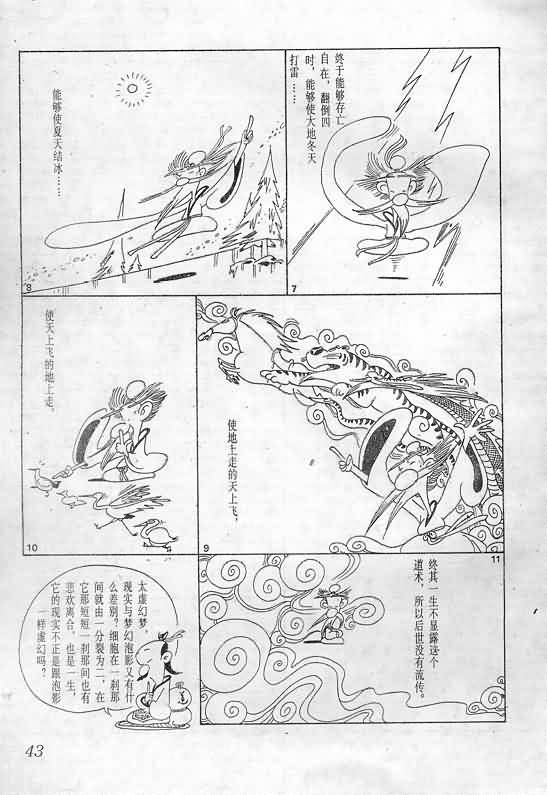 终于能够存亡
自在，翻倒四
时，能够使大地冬天
打雷……
7
能够使夏天结冰……
8
使地上走的天上飞，
9
使天上飞的地上走。
10
11
终其一生不显露这个
道术，所以后世没有流传。
太虚幻梦，
现实与梦幻泡影又有什
么差别？细胞在一刹那
间就由一分裂为二，在
它那短短一刹那间也有
悲欢离合，也是一生，
它的现实不正是跟泡影
一样虚幻吗？
道
43